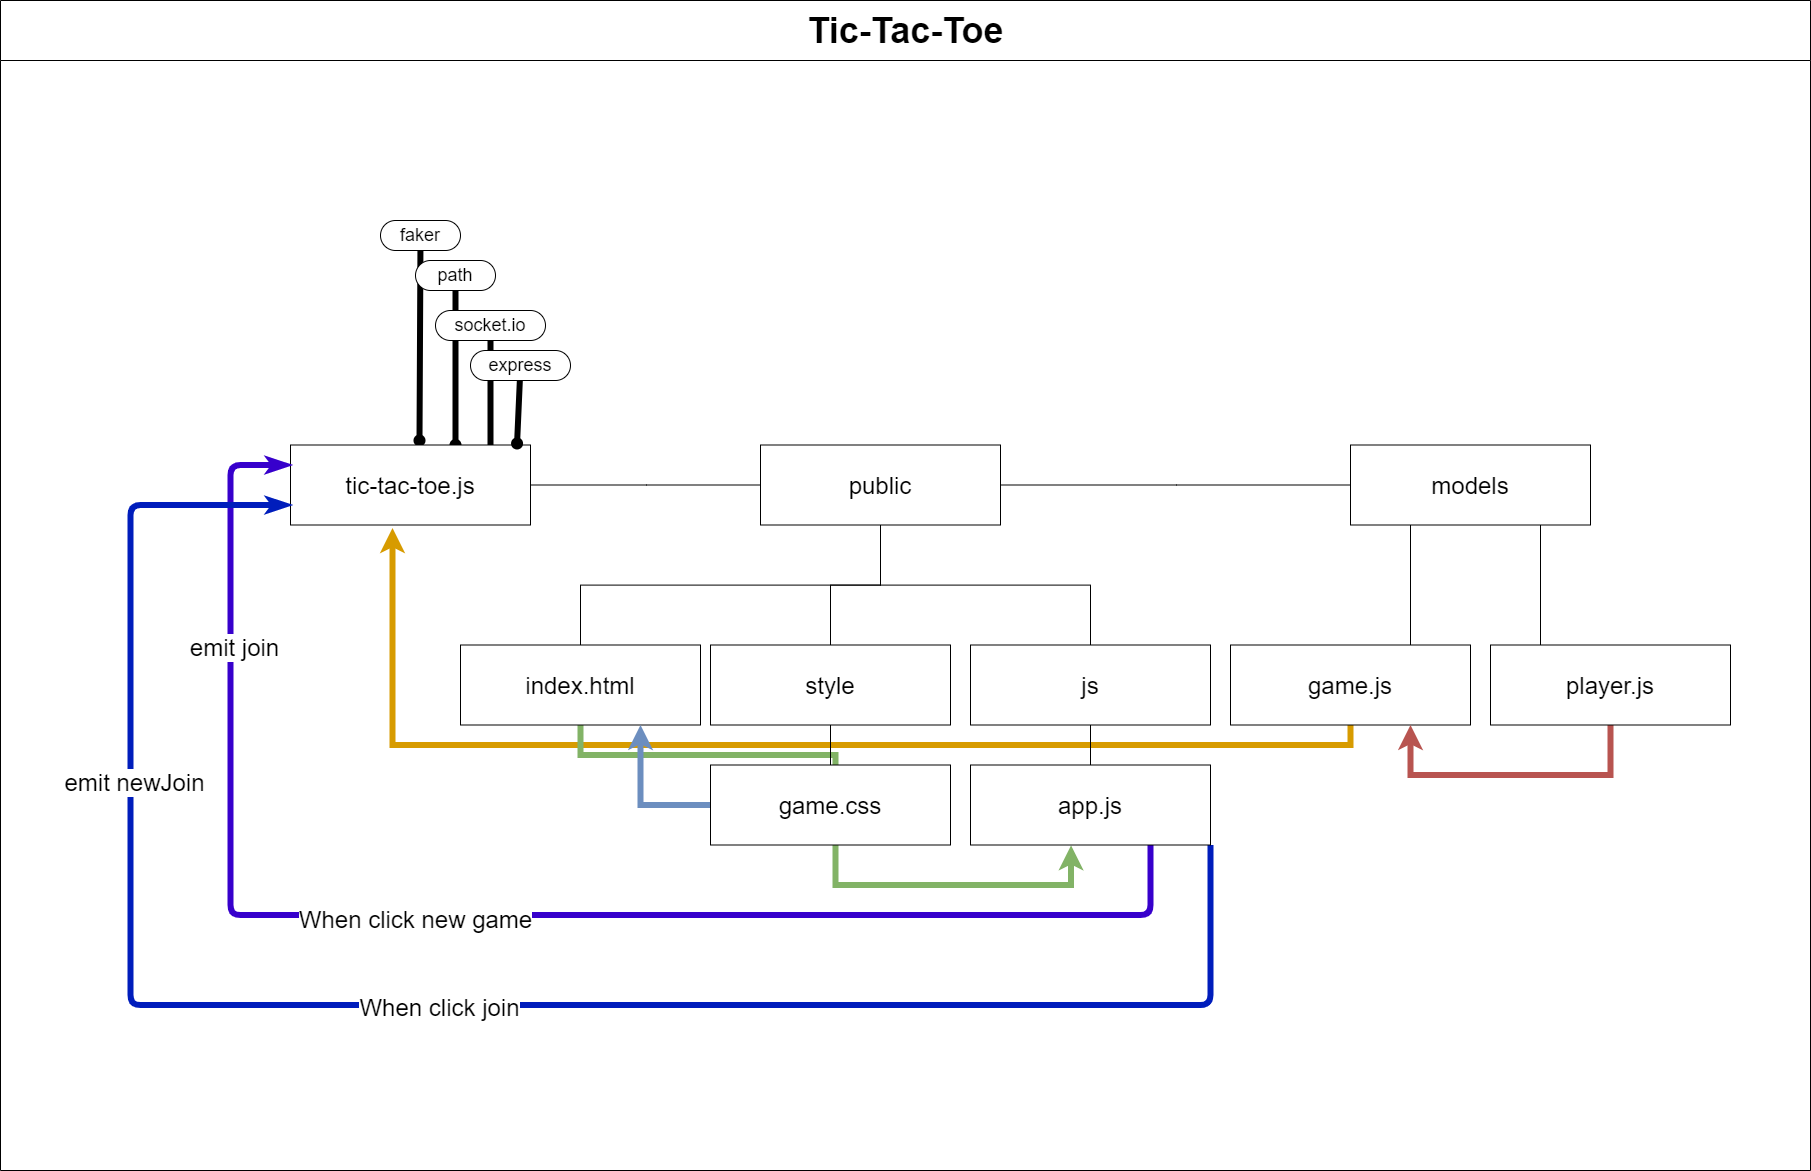 Tic-Tac-Toe
faker
path
socket.io
express
tic-tac-toe.js
public
models
emit join
index.html
style
js
game.js
player.js
emit newJoin
game.css
app.js
When click new game
When click join